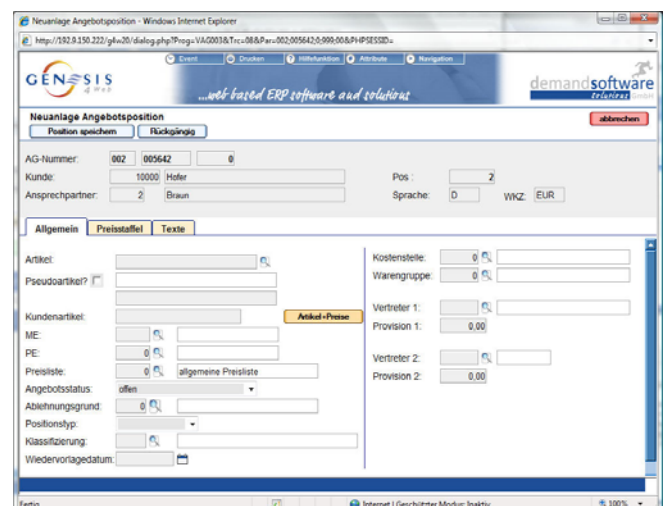 Neuanlage Angebotsposition - Windows Internet Explorer
http://192.9.150.222/g4w20/dialog.php?Prog=VAG003&Trc=08&Par=002;005642;0;999;00&PHPSESSID=
Event Drucken Hilfefunktion Attribute Navigation
GENESIS
4 Web
...web based ERP software and solutions
demandsoftware
solutions GmbH
Neuanlage Angebotsposition
Position speichern Rückgängig abbrechen
AG-Nummer: 002 005642 0
Kunde: 10000 Hofer Pos : 2
Ansprechpartner: 2 Braun Sprache: D WKZ: EUR
Allgemein Preisstaffel Texte
Artikel: Kostenstelle: 0
Pseudoartikel? Warengruppe: 0
Kundenartikel: Artikel+Preise Vertreter 1:
ME: Provision 1: 0,00
PE: 0 Vertreter 2:
Preisliste: 0 allgemeine Preisliste Provision 2: 0,00
Angebotsstatus: offen
Ablehnungsgrund: 0
Positionstyp:
Klassifizierung:
Wiedervorlagedatum:
Fertig Internet | Geschützter Modus: Inaktiv 100%